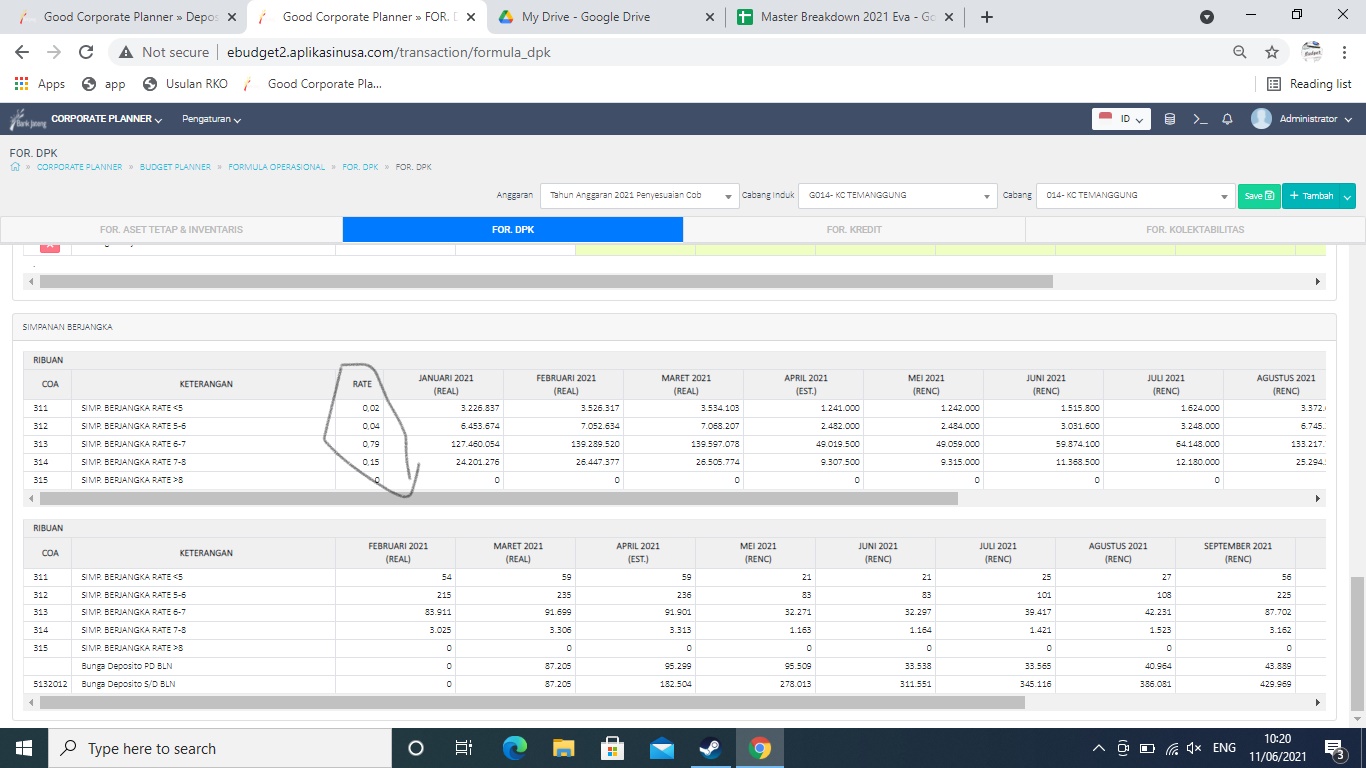 Good Corporate Planner » Depos
Good Corporate Planner » FOR. D
My Drive - Google Drive
Master Breakdown 2021 Eva - Go
Not secure
ebudget2.aplikasinusa.com/transaction/formula_dpk
Apps
app
Usulan RKO
Good Corporate Pla...
Reading list
Bank Jateng
CORPORATE PLANNER
Pengaturan
ID
Administrator
FOR. DPK
» CORPORATE PLANNER » BUDGET PLANNER » FORMULA OPERASIONAL » FOR. DPK » FOR. DPK
Anggaran Tahun Anggaran 2021 Penyesuaian Cob Cabang Induk G014- KC TEMANGGUNG Cabang 014- KC TEMANGGUNG Save + Tambah
FOR. ASET TETAP & INVENTARIS FOR. DPK FOR. KREDIT FOR. KOLEKTABILITAS
SIMPANAN BERJANGKA
RIBUAN
COA KETERANGAN RATE JANUARI 2021 (REAL) FEBRUARI 2021 (REAL) MARET 2021 (REAL) APRIL 2021 (EST.) MEI 2021 (RENC) JUNI 2021 (RENC) JULI 2021 (RENC) AGUSTUS 2021 (RENC)
311 SIMP. BERJANGKA RATE <5 0,02 3.226.837 3.526.317 3.534.103 1.241.000 1.242.000 1.515.800 1.624.000 3.372.
312 SIMP. BERJANGKA RATE 5-6 0,04 6.453.674 7.052.634 7.068.207 2.482.000 2.484.000 3.031.600 3.248.000 6.745.
313 SIMP. BERJANGKA RATE 6-7 0,79 127.460.054 139.289.520 139.597.078 49.019.500 49.059.000 59.874.100 64.148.000 133.217.
314 SIMP. BERJANGKA RATE 7-8 0,15 24.201.276 26.447.377 26.505.774 9.307.500 9.315.000 11.368.500 12.180.000 25.294.
315 SIMP. BERJANGKA RATE >8 0 0 0 0 0 0 0 0
RIBUAN
COA KETERANGAN FEBRUARI 2021 (REAL) MARET 2021 (REAL) APRIL 2021 (EST.) MEI 2021 (RENC) JUNI 2021 (RENC) JULI 2021 (RENC) AGUSTUS 2021 (RENC) SEPTEMBER 2021 (RENC)
311 SIMP. BERJANGKA RATE <5 54 59 59 21 21 25 27 56
312 SIMP. BERJANGKA RATE 5-6 215 235 236 83 83 101 108 225
313 SIMP. BERJANGKA RATE 6-7 83.911 91.699 91.901 32.271 32.297 39.417 42.231 87.702
314 SIMP. BERJANGKA RATE 7-8 3.025 3.306 3.313 1.163 1.164 1.421 1.523 3.162
315 SIMP. BERJANGKA RATE >8 0 0 0 0 0 0 0 0
Bunga Deposito PD BLN 0 87.205 95.299 95.509 33.538 33.565 40.964 43.889
5132012 Bunga Deposito S/D BLN 0 87.205 182.504 278.013 311.551 345.116 386.081 429.969
Type here to search
ENG
10:20
11/06/2021
3